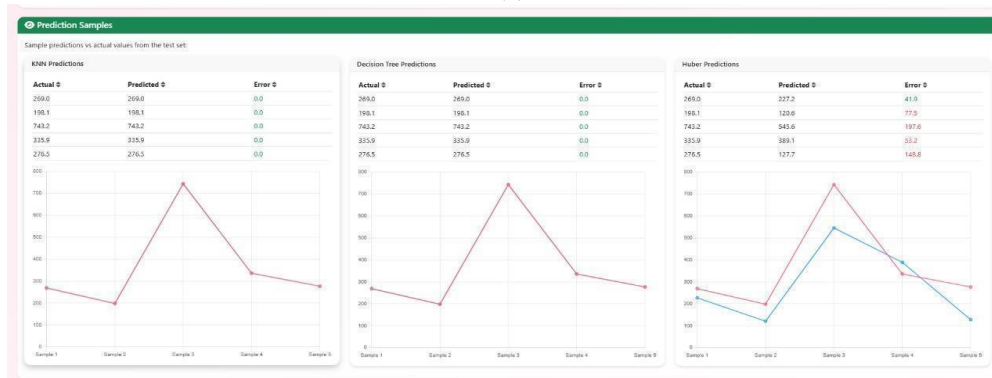 Prediction Samples
Sample predictions vs actual values from the test set:
KNN Predictions
Actual Predicted Error
269.0 269.0 0.0
198.1 198.1 0.0
743.2 743.2 0.0
335.9 335.9 0.0
276.5 276.5 0.0
800
700
600
500
400
300
200
100
0
Sample 1 Sample 2 Sample 3 Sample 4 Sample 5
Decision Tree Predictions
Actual Predicted Error
269.0 269.0 0.0
198.1 198.1 0.0
743.2 743.2 0.0
335.9 335.9 0.0
276.5 276.5 0.0
800
700
600
500
400
300
200
100
0
Sample 1 Sample 2 Sample 3 Sample 4 Sample 5
Huber Predictions
Actual Predicted Error
269.0 227.2 41.9
198.1 120.6 77.5
743.2 545.6 197.6
335.9 389.1 53.2
276.5 127.7 148.8
800
700
600
500
400
300
200
100
0
Sample 1 Sample 2 Sample 3 Sample 4 Sample 5